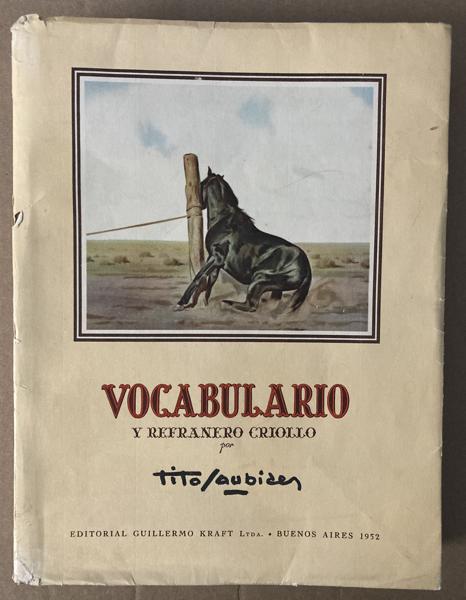 VOCABULARIO
Y REFRANERO CRIOLLO
por
Tito Saubidet
EDITORIAL GUILLERMO KRAFT LTDA. • BUENOS AIRES 1952